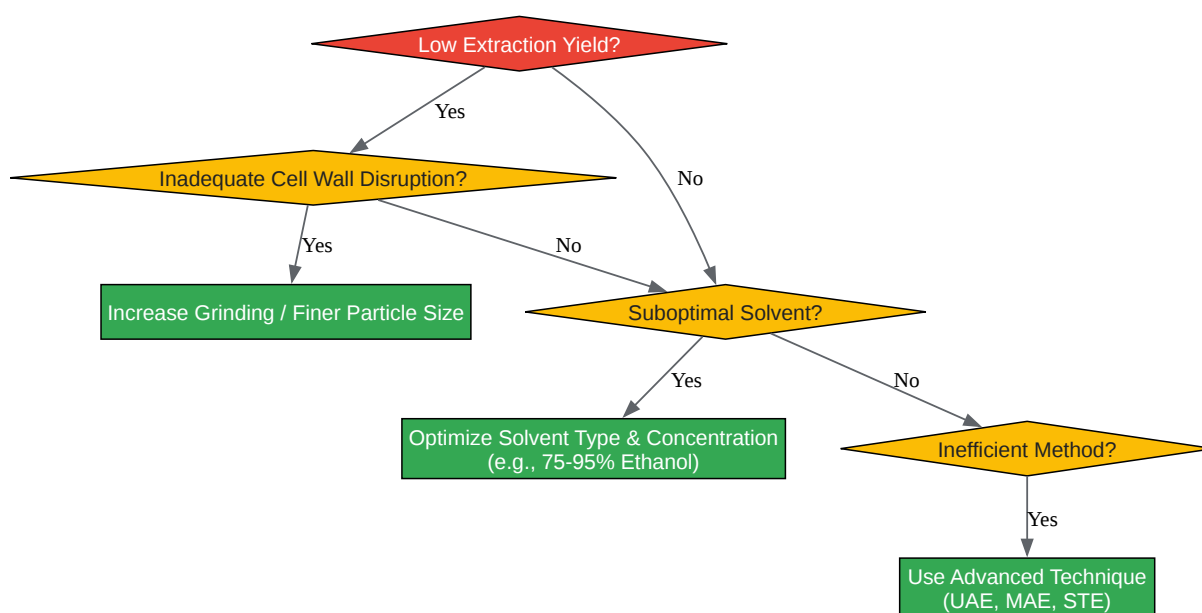 Low Extraction Yield?
Yes
No
Inadequate Cell Wall Disruption?
Yes
No
Increase Grinding / Finer Particle Size
Suboptimal Solvent?
Yes
No
Optimize Solvent Type & Concentration
(e.g., 75-95% Ethanol)
Inefficient Method?
Yes
Use Advanced Technique
(UAE, MAE, STE)